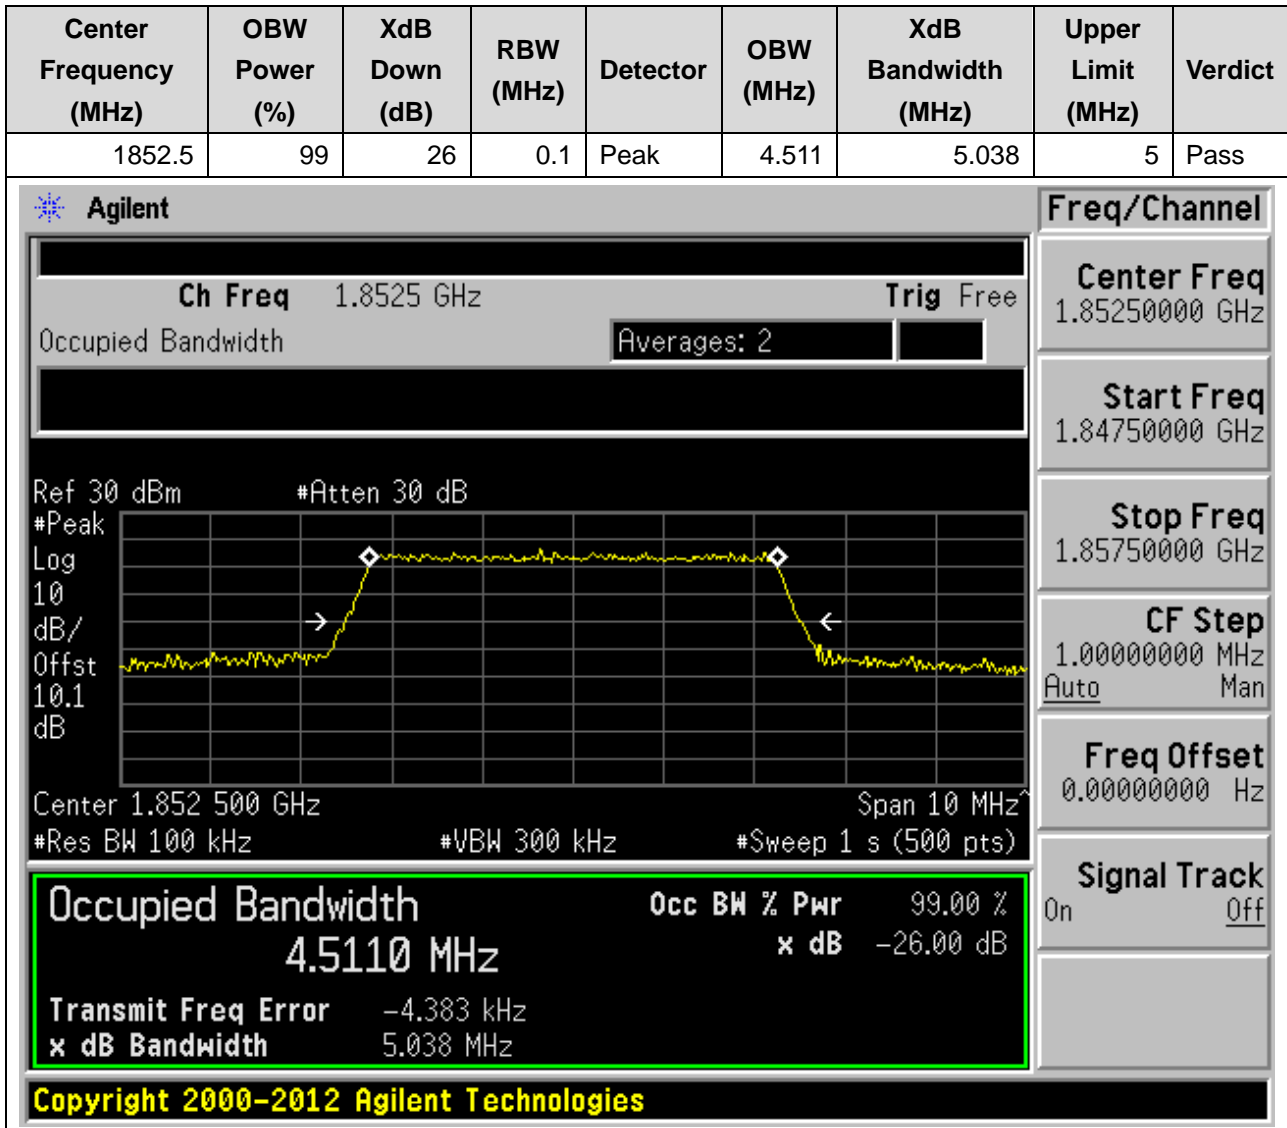 Center Frequency (MHz) OBW Power (%) XdB Down (dB) RBW (MHz) Detector OBW (MHz) XdB Bandwidth (MHz) Upper Limit (MHz) Verdict
1852.5 99 26 0.1 Peak 4.511 5.038 5 Pass
Agilent
Freq/Channel
Ch Freq 1.8525 GHz Trig Free
Occupied Bandwidth Averages: 2
Center Freq
1.85250000 GHz
Start Freq
1.84750000 GHz
Stop Freq
1.85750000 GHz
CF Step
1.00000000 MHz
Auto Man
Freq Offset
0.00000000 Hz
Signal Track
On Off
Ref 30 dBm #Atten 30 dB
#Peak
Log
10
dB/
Offst
10.1
dB
Center 1.852 500 GHz Span 10 MHz^
#Res BW 100 kHz #VBW 300 kHz #Sweep 1 s (500 pts)
Occupied Bandwidth Occ BW % Pwr 99.00 %
4.5110 MHz x dB -26.00 dB
Transmit Freq Error -4.383 kHz
x dB Bandwidth 5.038 MHz
Copyright 2000-2012 Agilent Technologies